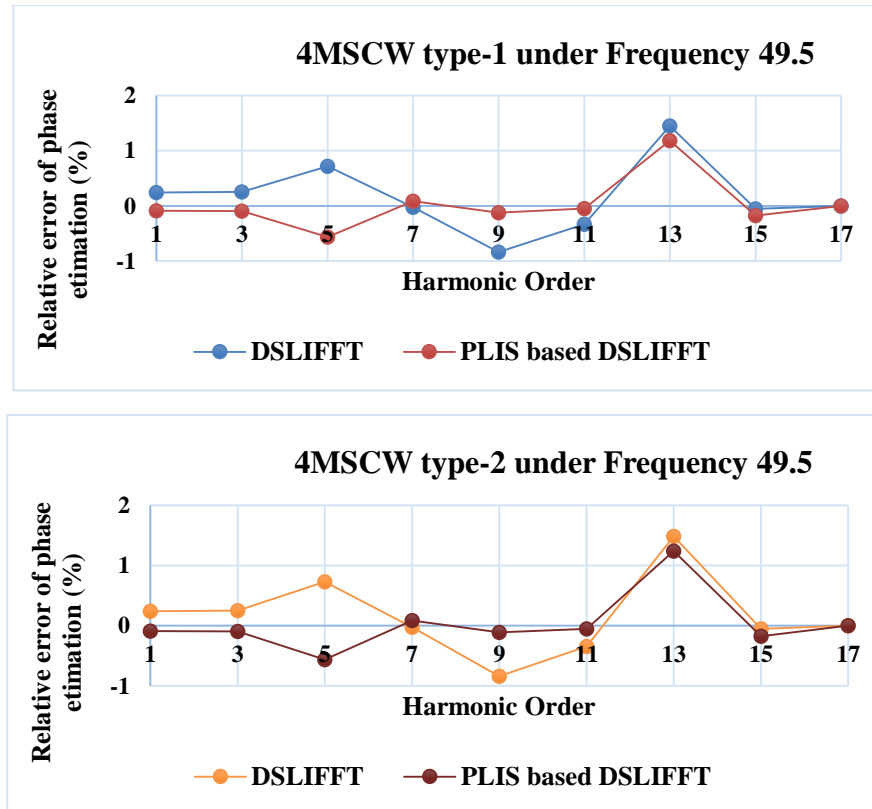 4MSCW type-1 under Frequency 49.5
Relative error of phase
etimation (%)
2
1
0
-1
1 3 5 7 9 11 13 15 17
Harmonic Order
DSLIFFT PLIS based DSLIFFT
4MSCW type-2 under Frequency 49.5
Relative error of phase
etimation (%)
2
1
0
-1
1 3 5 7 9 11 13 15 17
Harmonic Order
DSLIFFT PLIS based DSLIFFT